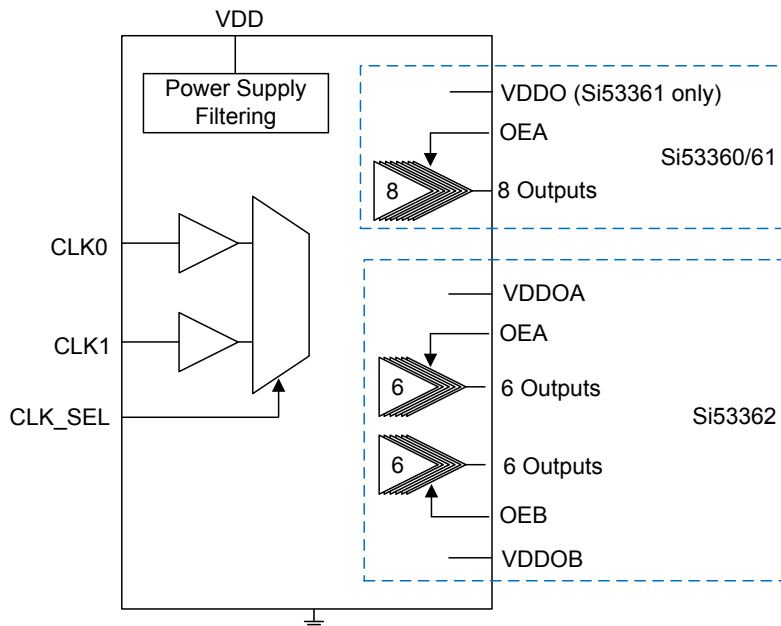 VDD
Power Supply
Filtering
VDDO (Si53361 only)
OEA
Si53360/61
8
8 Outputs
CLK0
VDDOA
OEA
CLK1
6
6 Outputs
CLK_SEL
Si53362
6
6 Outputs
OEB
VDDOB